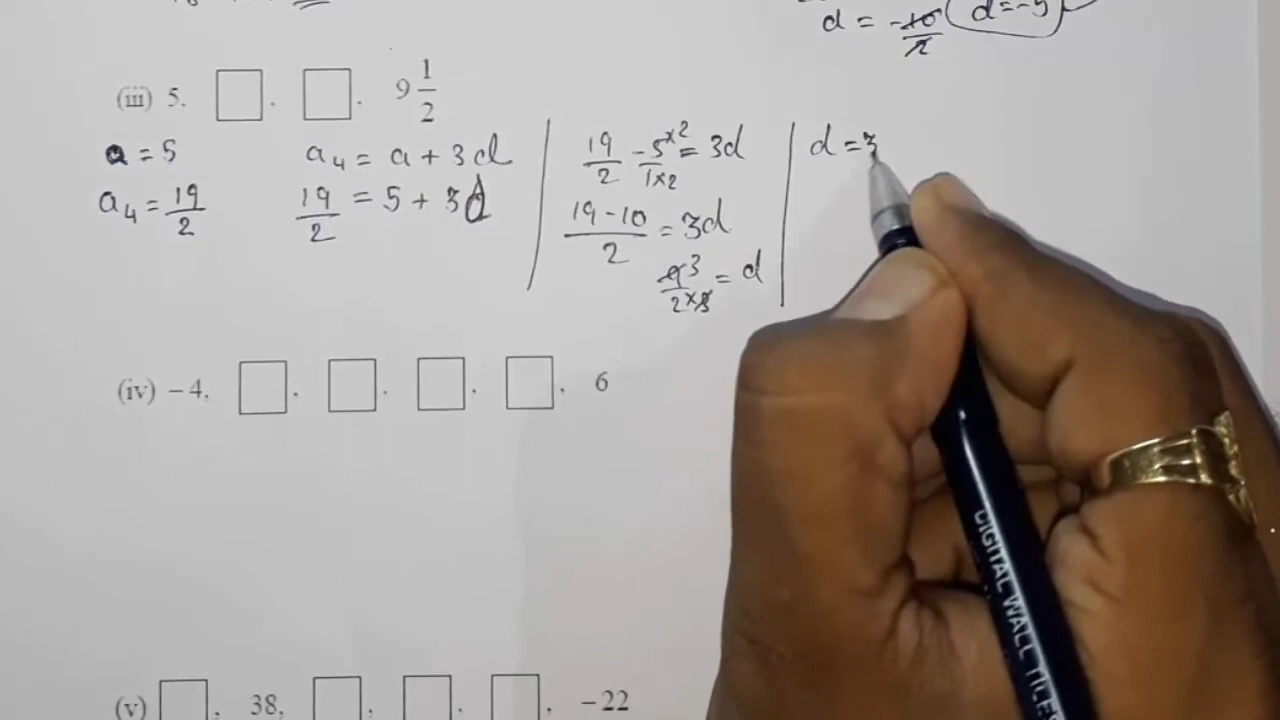 d = -10/2 d=-5
(iii) 5, , , 9 1/2
a = 5
a₄ = 19/2
a₄ = a + 3d
19/2 = 5 + 3d
19/2 - 5×2/1×2 = 3d
19-10/2 = 3d
9 3/2×3 = d
d = 3
(iv) -4, , , , , 6
(v) , 38, , , , -22
DIGITAL WALL TILES